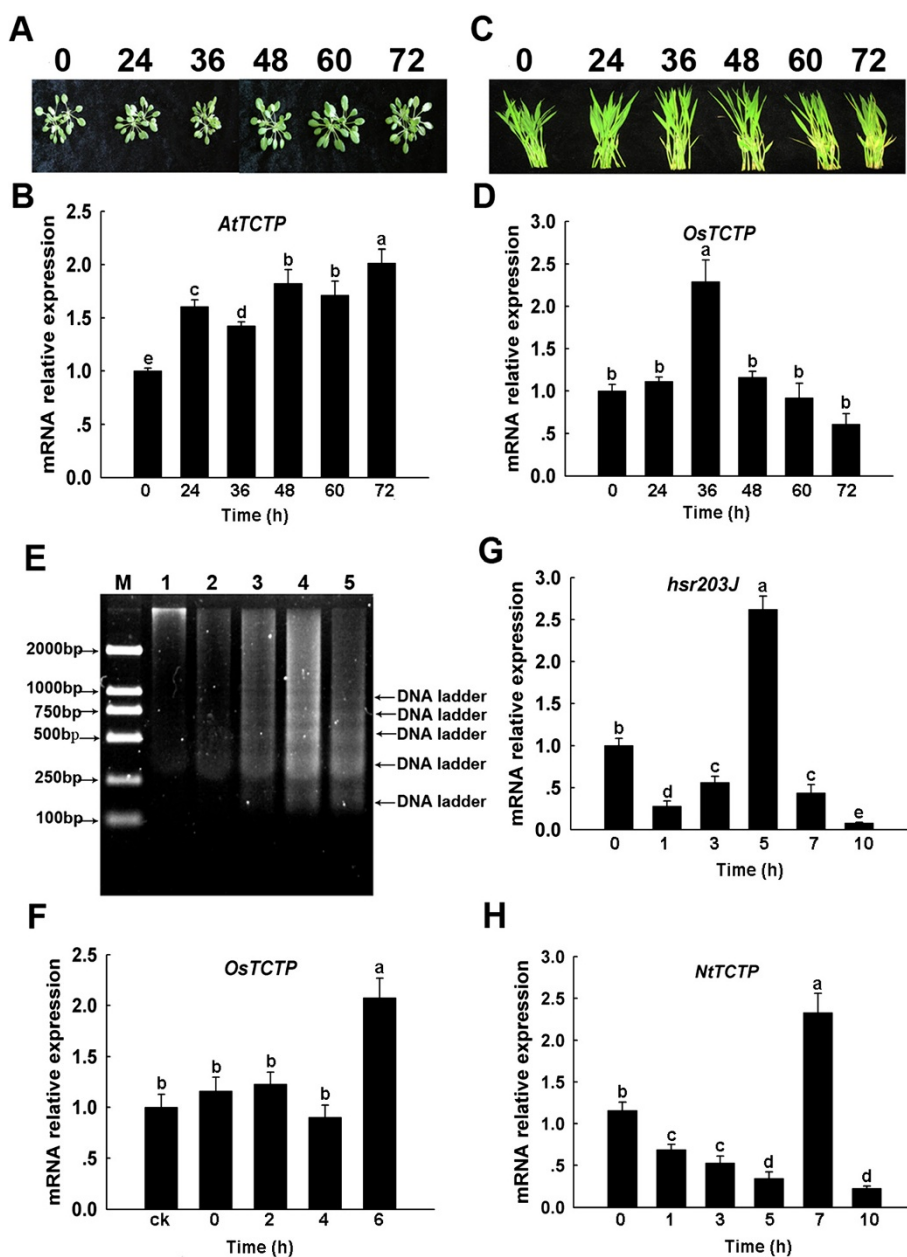 A
0 24 36 48 60 72
C
0 24 36 48 60 72
B
AtTCTP
mRNA relative expression
2.5
2.0
1.5
1.0
.5
0.0
e c d b b a
0 24 36 48 60 72
Time (h)
D
OsTCTP
mRNA relative expression
3.0
2.5
2.0
1.5
1.0
.5
0.0
b b a b b b
0 24 36 48 60 72
Time (h)
E
M 1 2 3 4 5
2000bp
1000bp
750bp
500bp
250bp
100bp
DNA ladder
DNA ladder
DNA ladder
DNA ladder
DNA ladder
G
hsr203J
mRNA relative expression
3.0
2.5
2.0
1.5
1.0
.5
0.0
b d c a c e
0 1 3 5 7 10
Time (h)
F
OsTCTP
mRNA relative expression
2.5
2.0
1.5
1.0
.5
0.0
b b b b a
ck 0 2 4 6
Time (h)
H
NtTCTP
mRNA relative expression
3.0
2.5
2.0
1.5
1.0
.5
0.0
b c c d a d
0 1 3 5 7 10
Time (h)